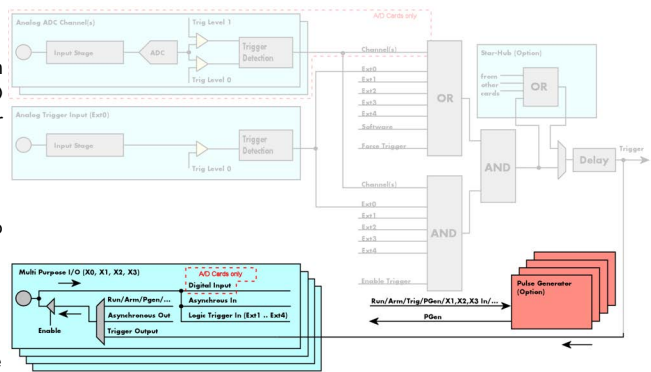 A/D Cards only
Analog ADC Channel(s)
Trig Level 1
Input Stage
ADC
Trigger
Detection
Trig Level 0
Analog Trigger Input (Ext0)
Input Stage
Trigger
Detection
Trig Level 0
Channel(s)
Ext0
Ext1
Ext2
Ext3
Ext4
Software
Force Trigger
OR
Channel(s)
Ext0
Ext1
Ext2
Ext3
Ext4
Enable Trigger
AND
AND
Star-Hub (Option)
from
other
cards
OR
Delay
Trigger
Multi Purpose I/O (X0, X1, X2, X3)
A/D Cards only
Digital Input
Run/Arm/Pgen/...
Asynchrous In
Asynchronous Out
Logic Trigger In (Ext1 .. Ext4)
Enable
Trigger Output
Run/Arm/Trig/PGen/X1,X2,X3 In/...
PGen
Pulse Generator
(Option)